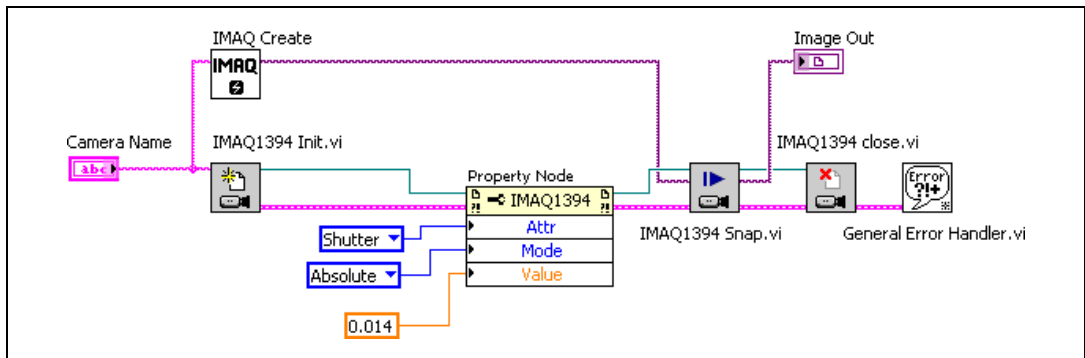 IMAQ Create
Image Out
IMAQ
Camera Name
abc
IMAQ1394 Init.vi
IMAQ1394 close.vi
Property Node
IMAQ1394
Error
?!+
Shutter
Attr
IMAQ1394 Snap.vi
General Error Handler.vi
Absolute
Mode
Value
0.014